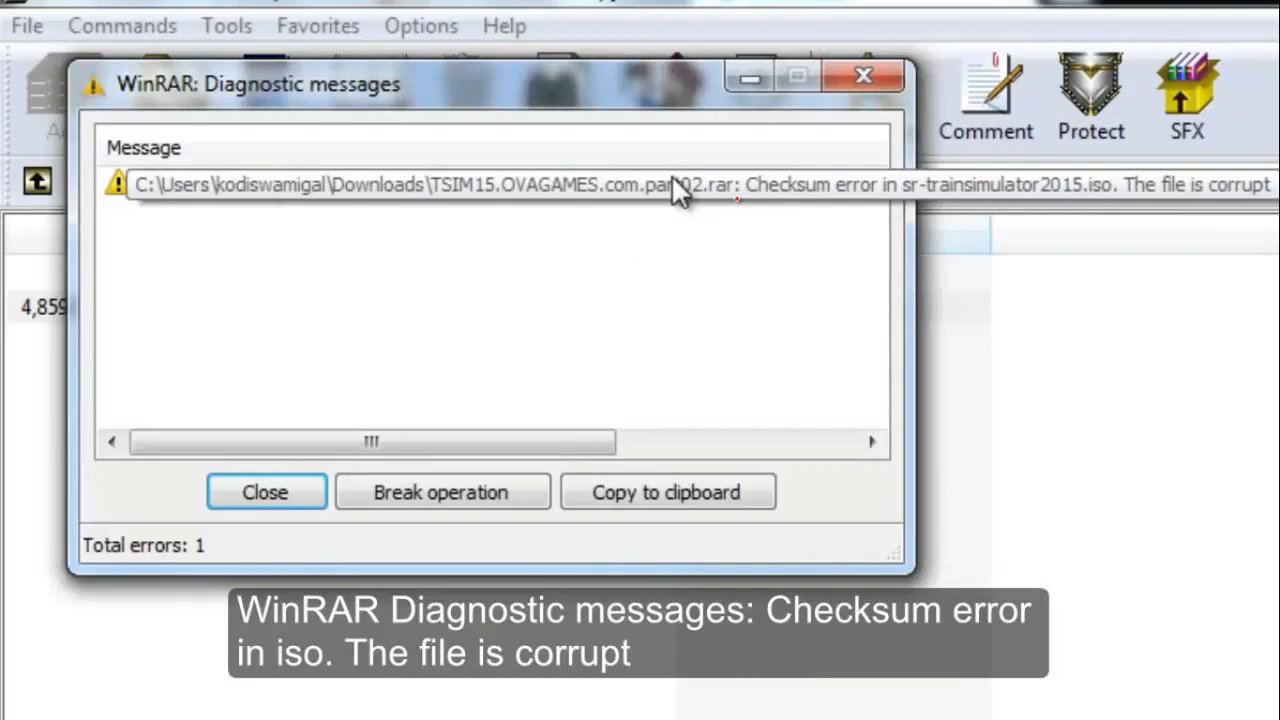 File Commands Tools Favorites Options Help
WinRAR: Diagnostic messages
Comment Protect SFX
Message
C:\Users\kodiswamigal\Downloads\TSIM15.OVAGAMES.com.part02.rar: Checksum error in sr-trainsimulator2015.iso. The file is corrupt
4,859
Close Break operation Copy to clipboard
Total errors: 1
WinRAR Diagnostic messages: Checksum error
in iso. The file is corrupt